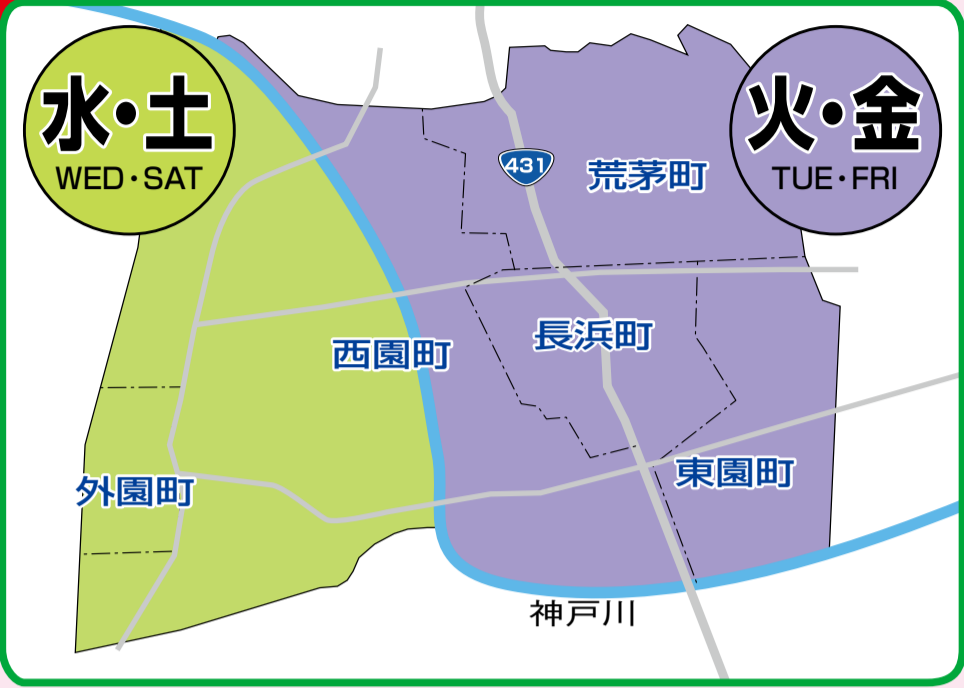 水・土
WED・SAT
火・金
TUE・FRI
431
荒茅町
長浜町
西園町
東園町
外園町
神戸川